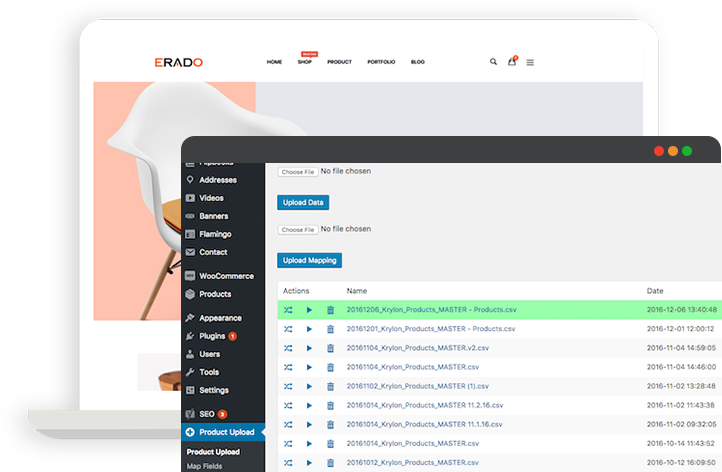 ERADO
HOME SHOP PRODUCT PORTFOLIO BLOG
Addresses
Videos
Banners
Flamingo
Contact
WooCommerce
Products
Appearance
Plugins 1
Users
Tools
Settings
SEO 3
Product Upload
Product Upload
Map Fields
Choose File No file chosen
Upload Data
Choose File No file chosen
Upload Mapping
Actions Name Date
20161206_Krylon_Products_MASTER - Products.csv 2016-12-06 13:40:48
20161201_Krylon_Products_MASTER - Products.csv 2016-12-01 12:00:12
20161104_Krylon_Products_MASTER.v2.csv 2016-11-04 14:59:05
20161104_Krylon_Products_MASTER.csv 2016-11-04 14:46:00
20161102_Krylon_Products_MASTER (1).csv 2016-11-02 13:28:48
20161014_Krylon_Products_MASTER 11.2.16.csv 2016-11-02 11:43:38
20161014_Krylon_Products_MASTER 11.1.16.csv 2016-11-02 09:32:05
20161014_Krylon_Products_MASTER.csv 2016-10-14 11:43:52
20161012_Krylon_Products_MASTER.csv 2016-10-12 16:09:50